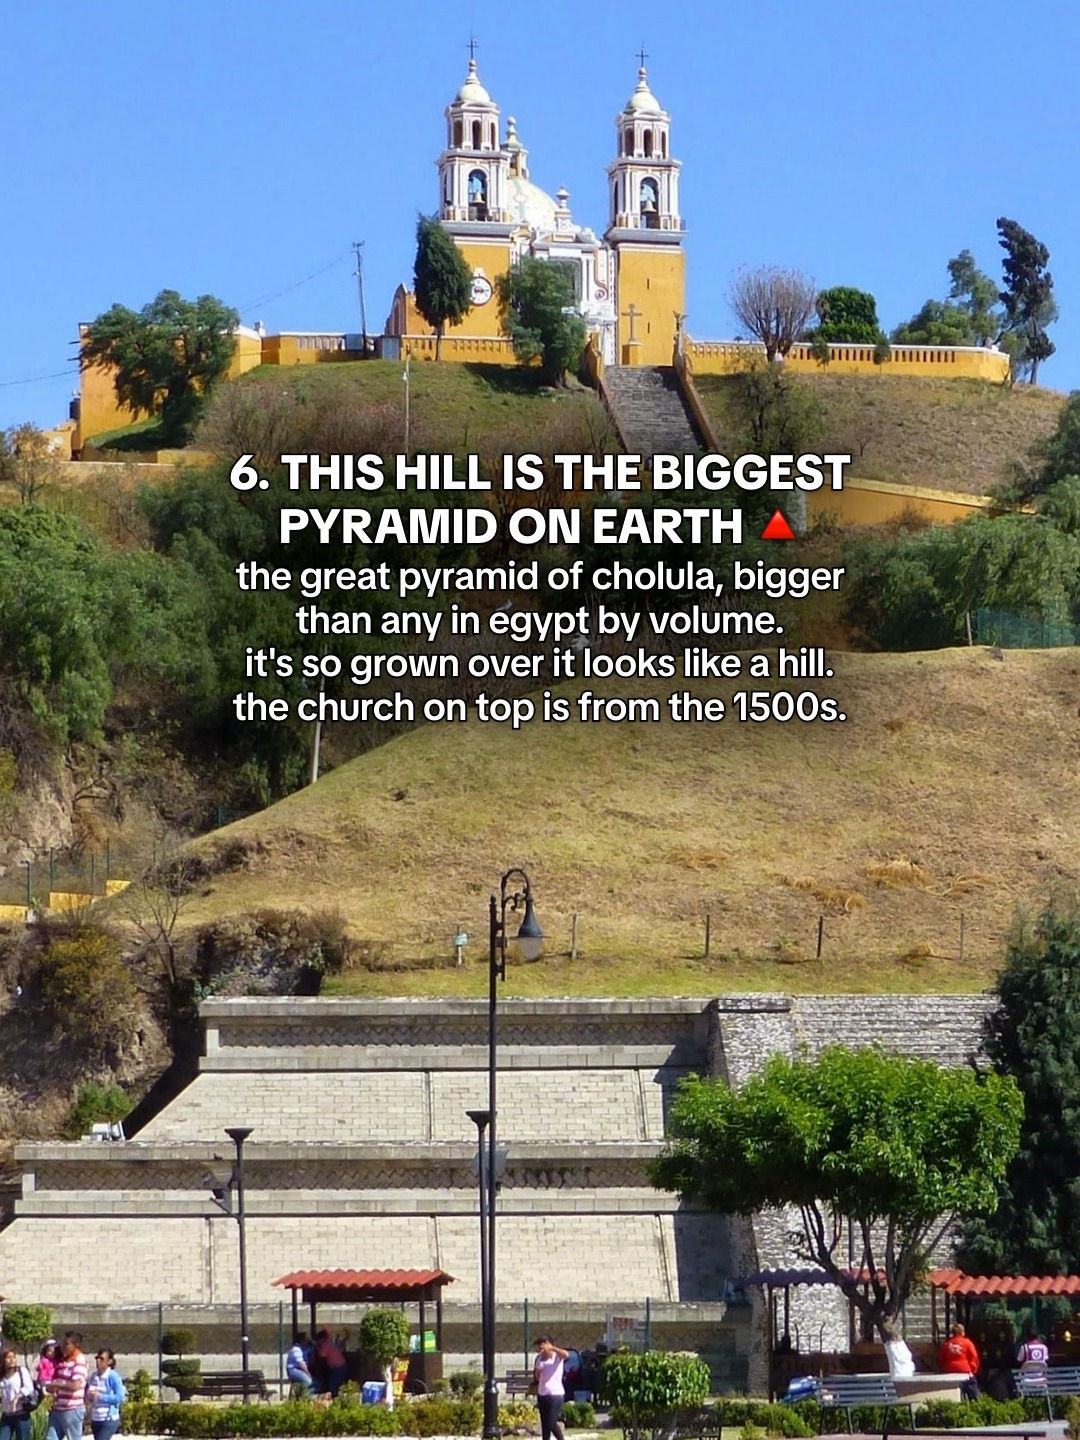 6. THIS HILL IS THE BIGGEST
PYRAMID ON EARTH 🔺
the great pyramid of cholula, bigger
than any in egypt by volume.
it's so grown over it looks like a hill.
the church on top is from the 1500s.